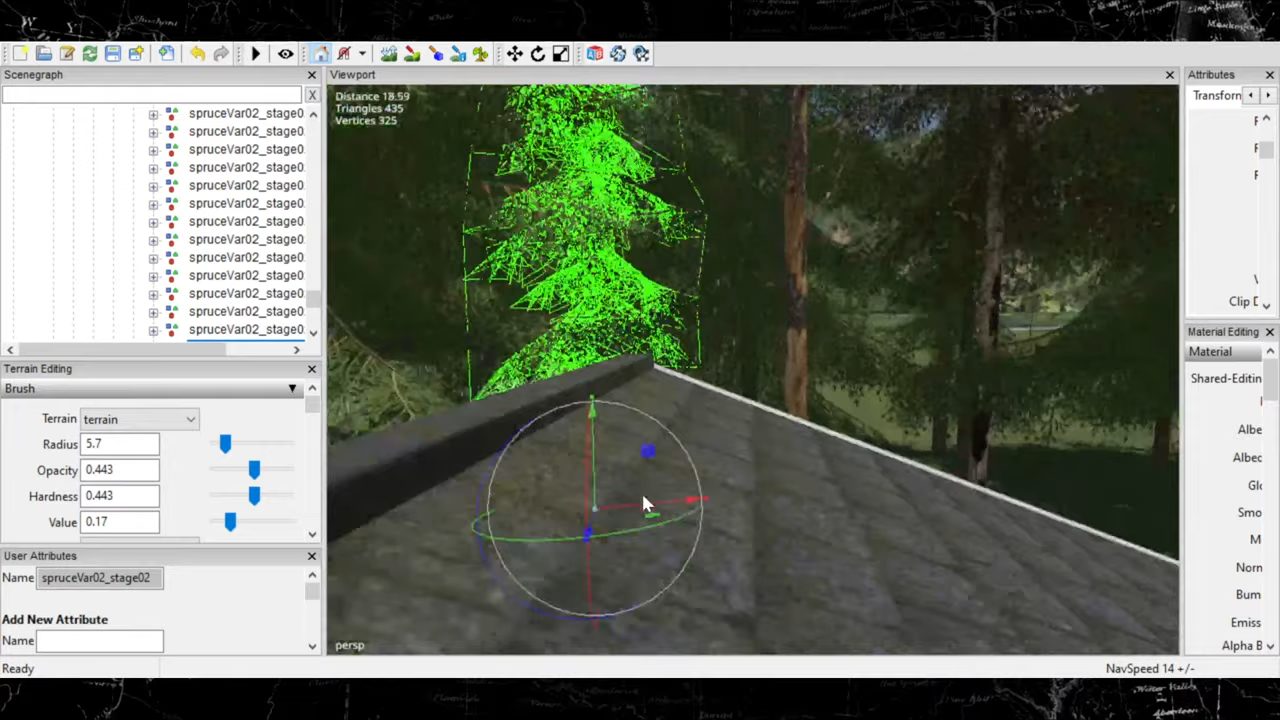 Scenegraph
X
spruceVar02_stage0
spruceVar02_stage0
spruceVar02_stage0
spruceVar02_stage0
spruceVar02_stage0
spruceVar02_stage0
spruceVar02_stage0
spruceVar02_stage0
spruceVar02_stage0
spruceVar02_stage0
spruceVar02_stage0
spruceVar02_stage0
spruceVar02_stage0
Terrain Editing
Brush
Terrain terrain
Radius 5.7
Opacity 0.443
Hardness 0.443
Value 0.17
User Attributes
Name spruceVar02_stage02
Add New Attribute
Name
Ready
Viewport
Distance 18.59
Triangles 435
Vertices 325
persp
NavSpeed 14 +/-
Attributes
Transforn
Clip D
Material Editing
Material
Shared-Editin
Albe
Albec
Glo
Smo
M
Norn
Bum
Emiss
Alpha B